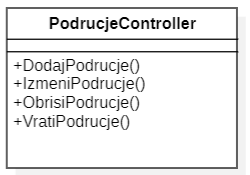 PodrucjeController
+DodajPodrucje()
+IzmeniPodrucje()
+ObrisiPodrucje()
+VratiPodrucje()